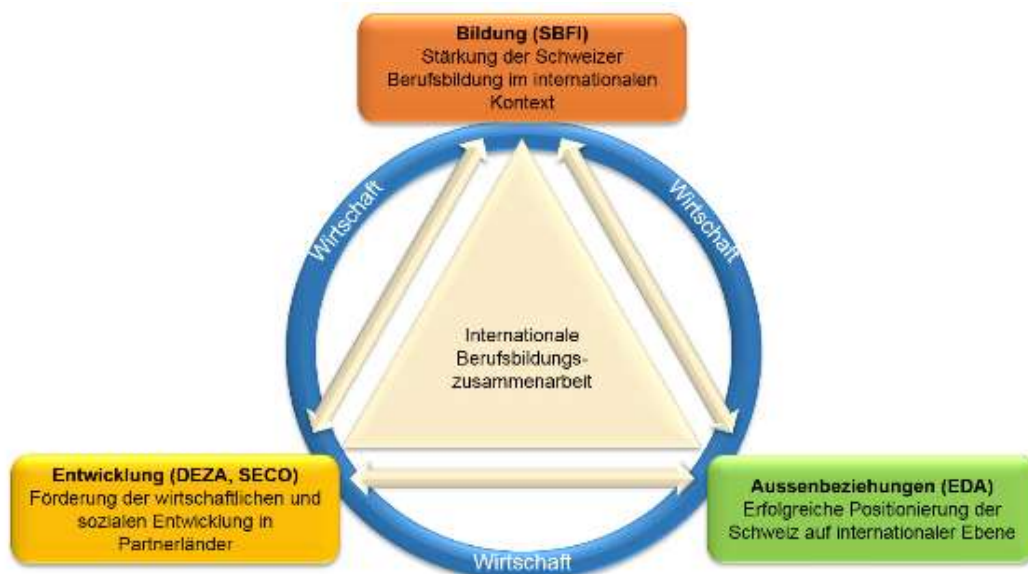 Bildung (SBFI)
Stärkung der Schweizer
Berufsbildung im internationalen
Kontext
Wirtschaft
Wirtschaft
Internationale
Berufsbildungs-
zusammenarbeit
Entwicklung (DEZA, SECO)
Förderung der wirtschaftlichen und
sozialen Entwicklung in
Partnerländer
Aussenbeziehungen (EDA)
Erfolgreiche Positionierung der
Schweiz auf internationaler Ebene
Wirtschaft